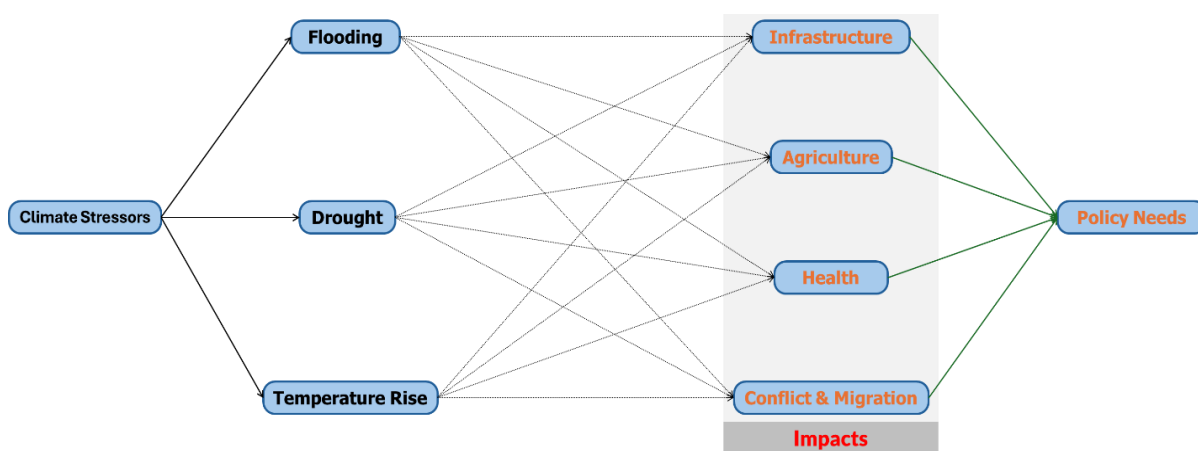 Flooding
Infrastructure
Agriculture
Climate Stressors
Drought
Policy Needs
Health
Temperature Rise
Conflict & Migration
Impacts